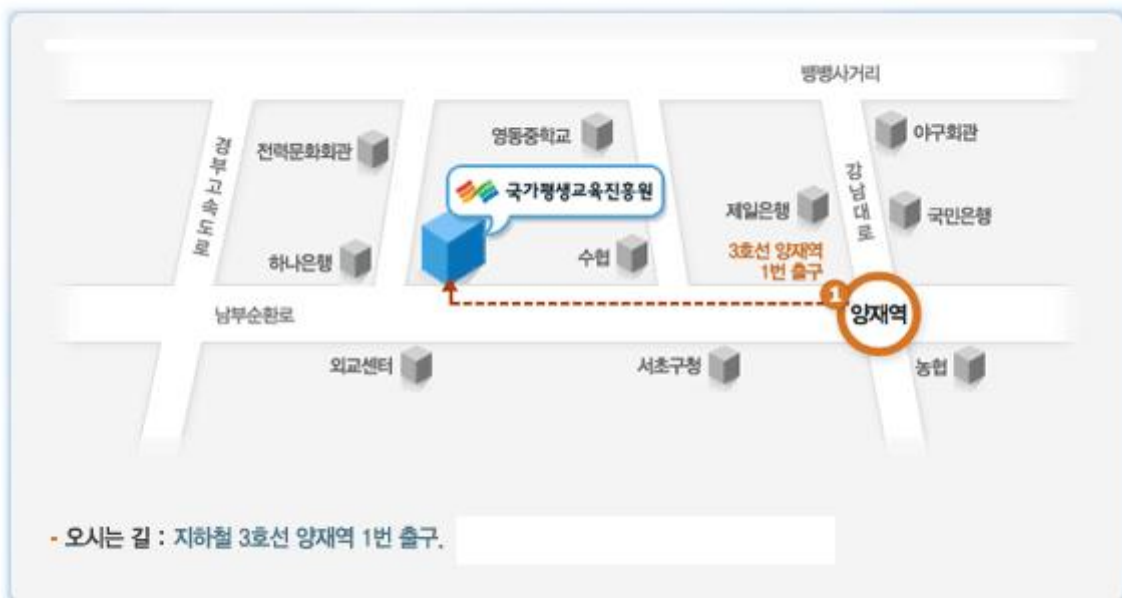 뱅뱅사거리
야구회관
영동중학교
전력문화회관
경부고속도로
국가평생교육진흥원
강남대로
제일은행
국민은행
3호선 양재역
1번 출구
수협
하나은행
1
양재역
남부순환로
외교센터
서초구청
농협
- 오시는 길 : 지하철 3호선 양재역 1번 출구.